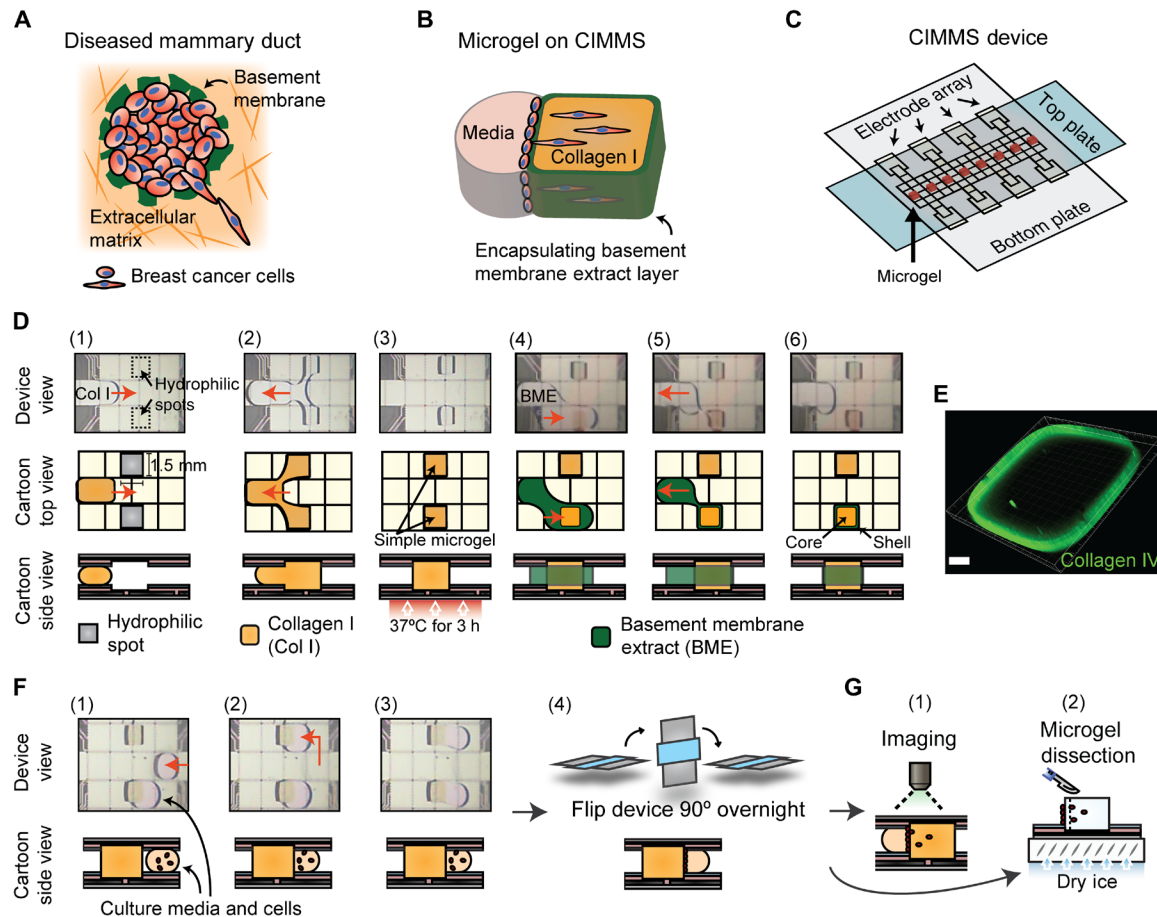 A
Diseased mammary duct
Basement
membrane
Extracellular
matrix
Breast cancer cells
B
Microgel on CIMMS
Media
Collagen I
Encapsulating basement
membrane extract layer
C
CIMMS device
Electrode array
Top plate
Bottom plate
Microgel
D
(1)
(2)
(3)
(4)
(5)
(6)
Device
view
Col I
Hydrophilic
spots
BME
Cartoon
top view
1.5 mm
Simple microgel
Core
Shell
Cartoon
side view
37ºC for 3 h
Hydrophilic
spot
Collagen I
(Col I)
Basement membrane
extract (BME)
E
Collagen IV
F
(1)
(2)
(3)
(4)
Device
view
Flip device 90º overnight
Cartoon
side view
Culture media and cells
G
(1)
Imaging
(2)
Microgel
dissection
Dry ice